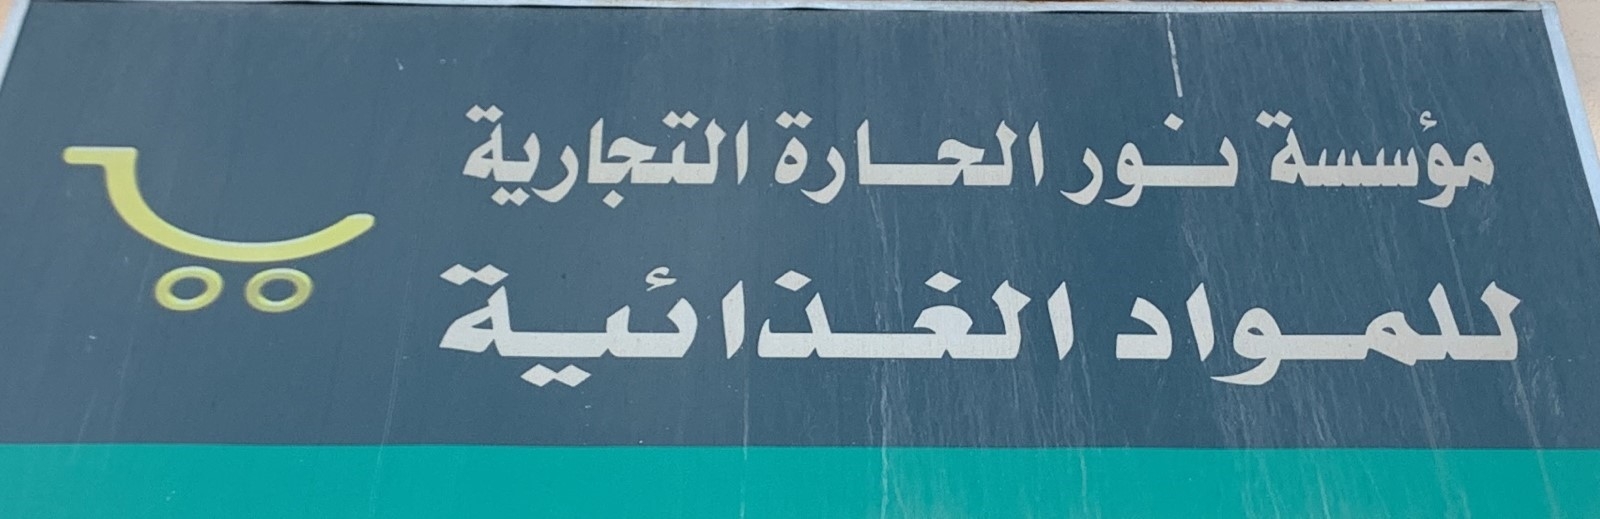 مؤسسة نور الحارة التجارية
للمواد الغذائية